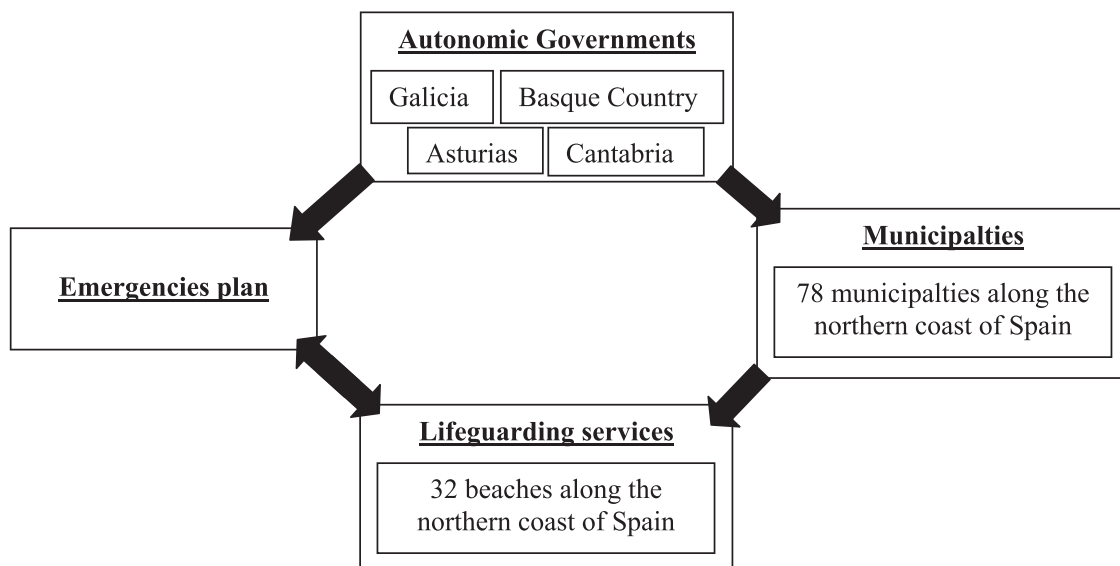 Autonomic Governments
Galicia
Basque Country
Asturias
Cantabria
Emergencies plan
Municipalties
78 municipalties along the
northern coast of Spain
Lifeguarding services
32 beaches along the
northern coast of Spain